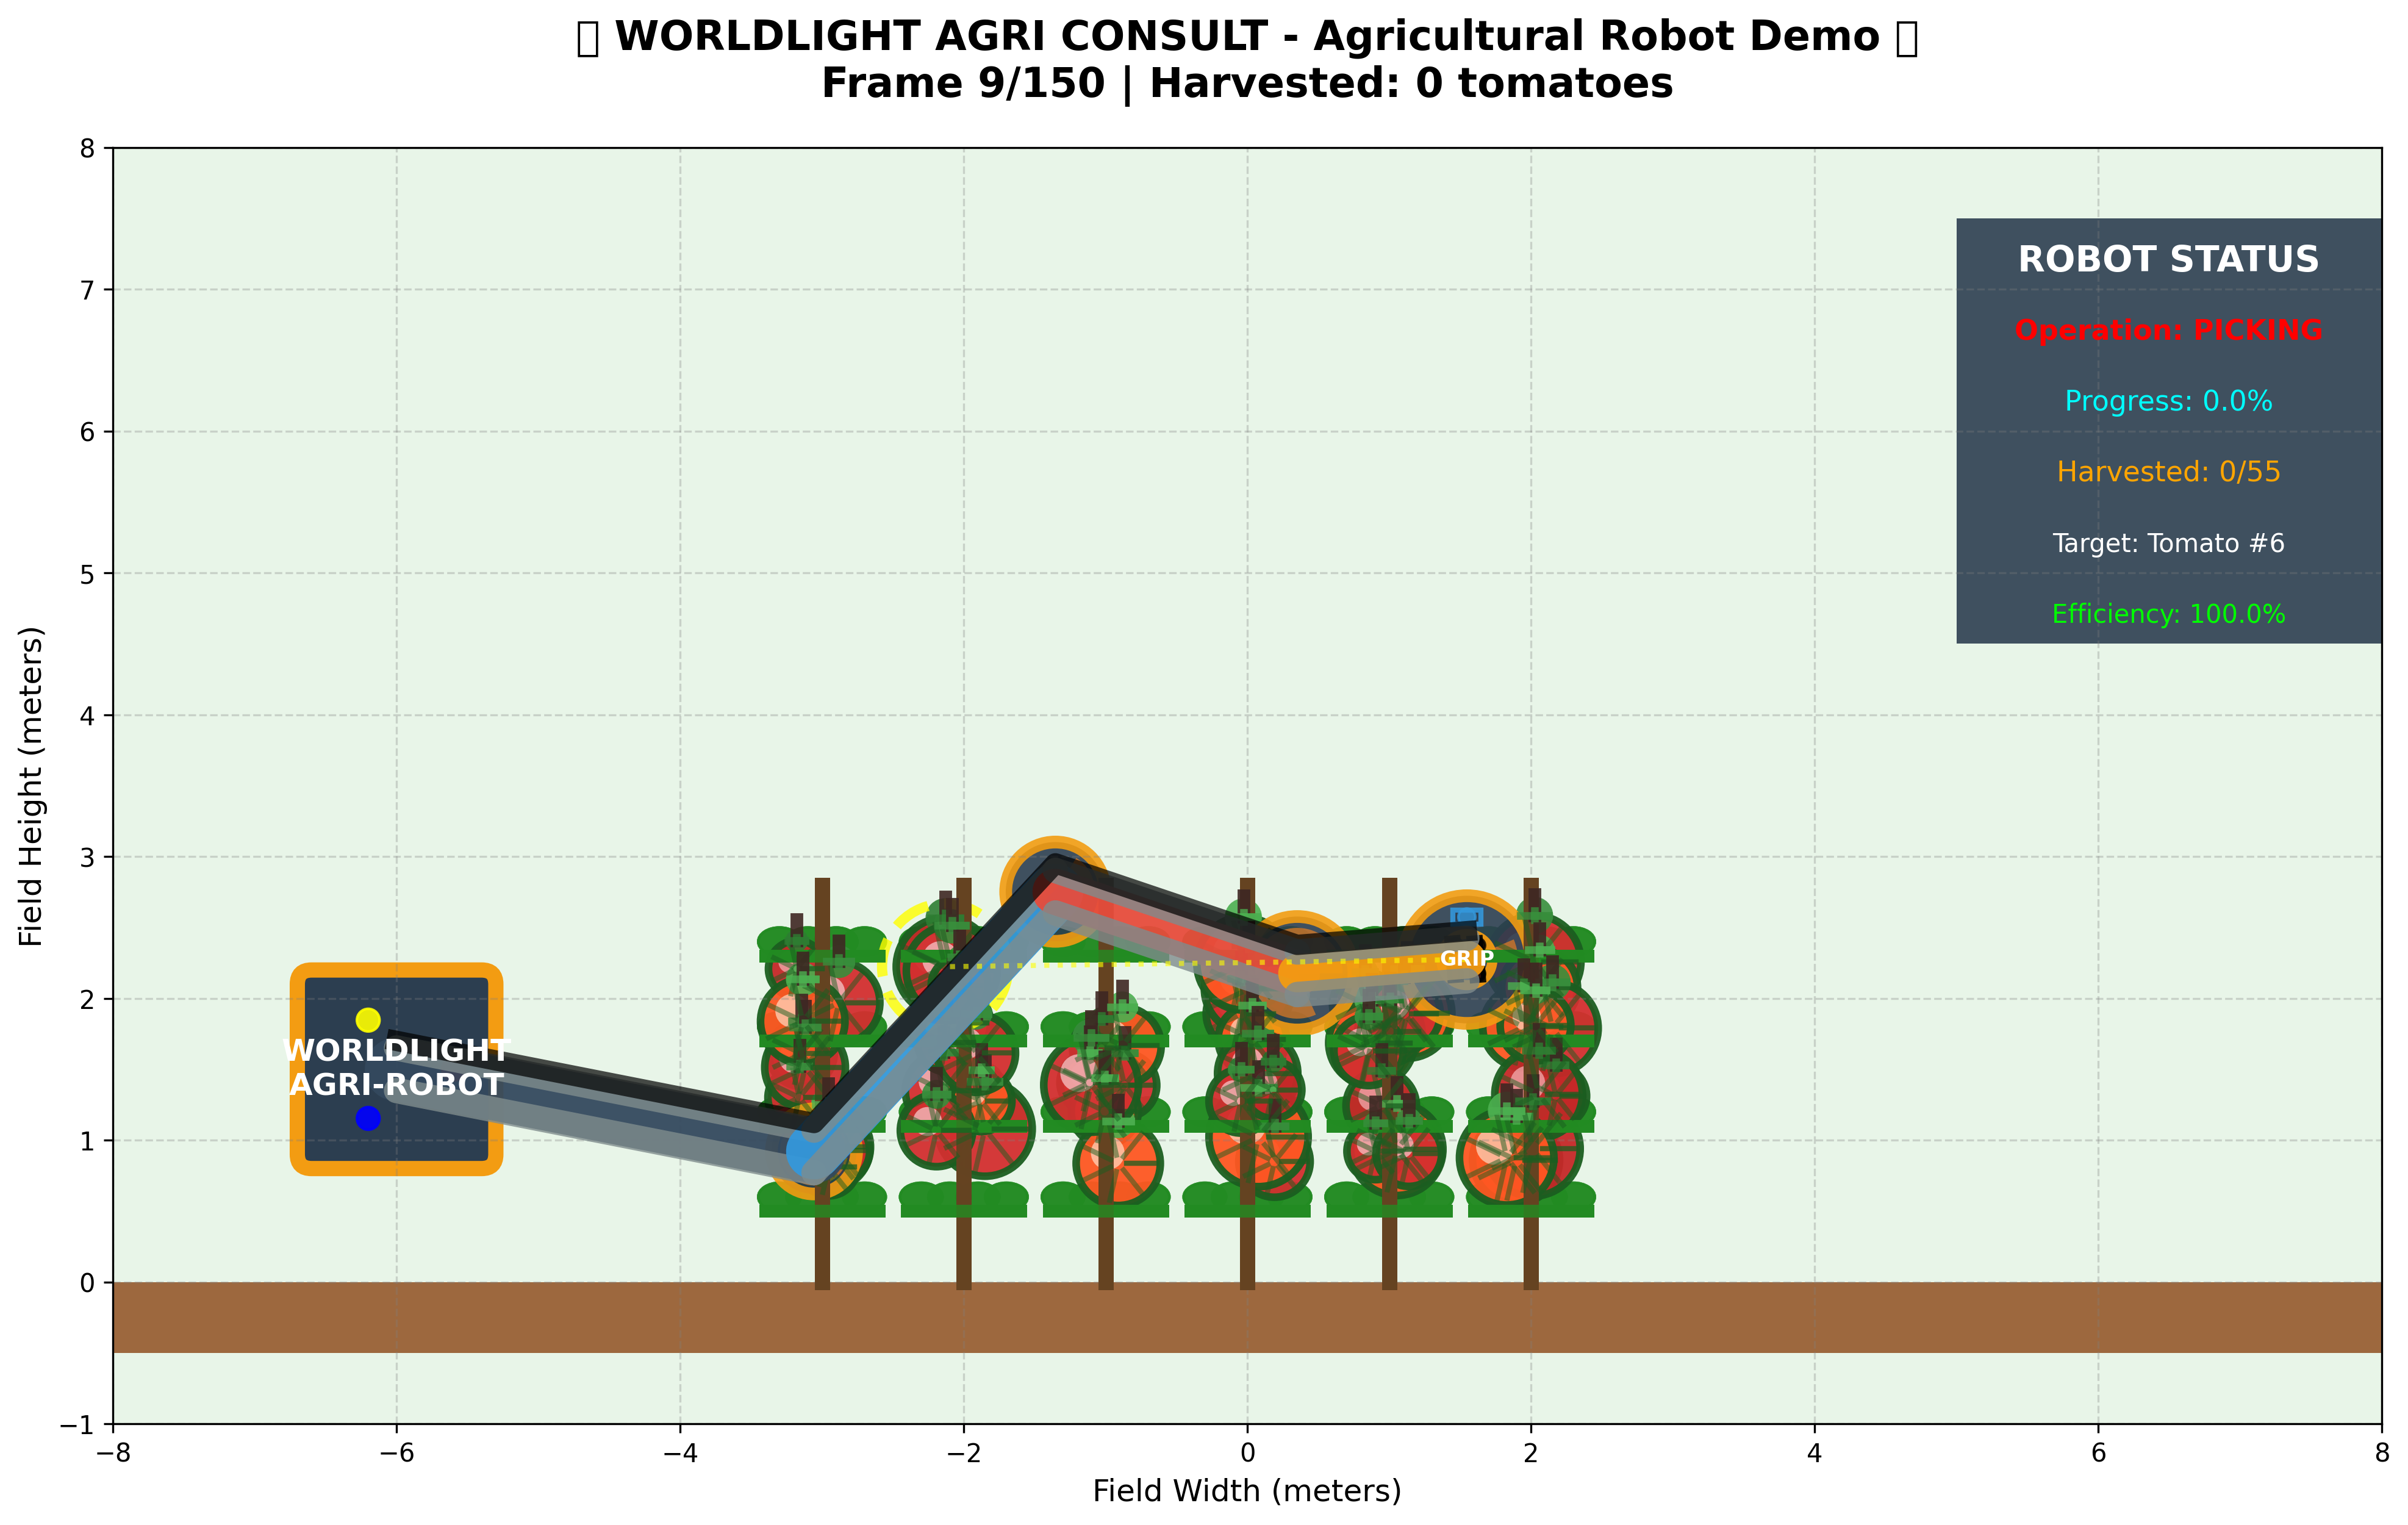 ▯ WORLDLIGHT AGRI CONSULT - Agricultural Robot Demo ▯
Frame 9/150 | Harvested: 0 tomatoes
8
7
6
5
4
3
2
1
0
−1
Field Height (meters)
ROBOT STATUS
Operation: PICKING
Progress: 0.0%
Harvested: 0/55
Target: Tomato #6
Efficiency: 100.0%
GRIP
WORLDLIGHT
AGRI-ROBOT
−8 −6 −4 −2 0 2 4 6 8
Field Width (meters)